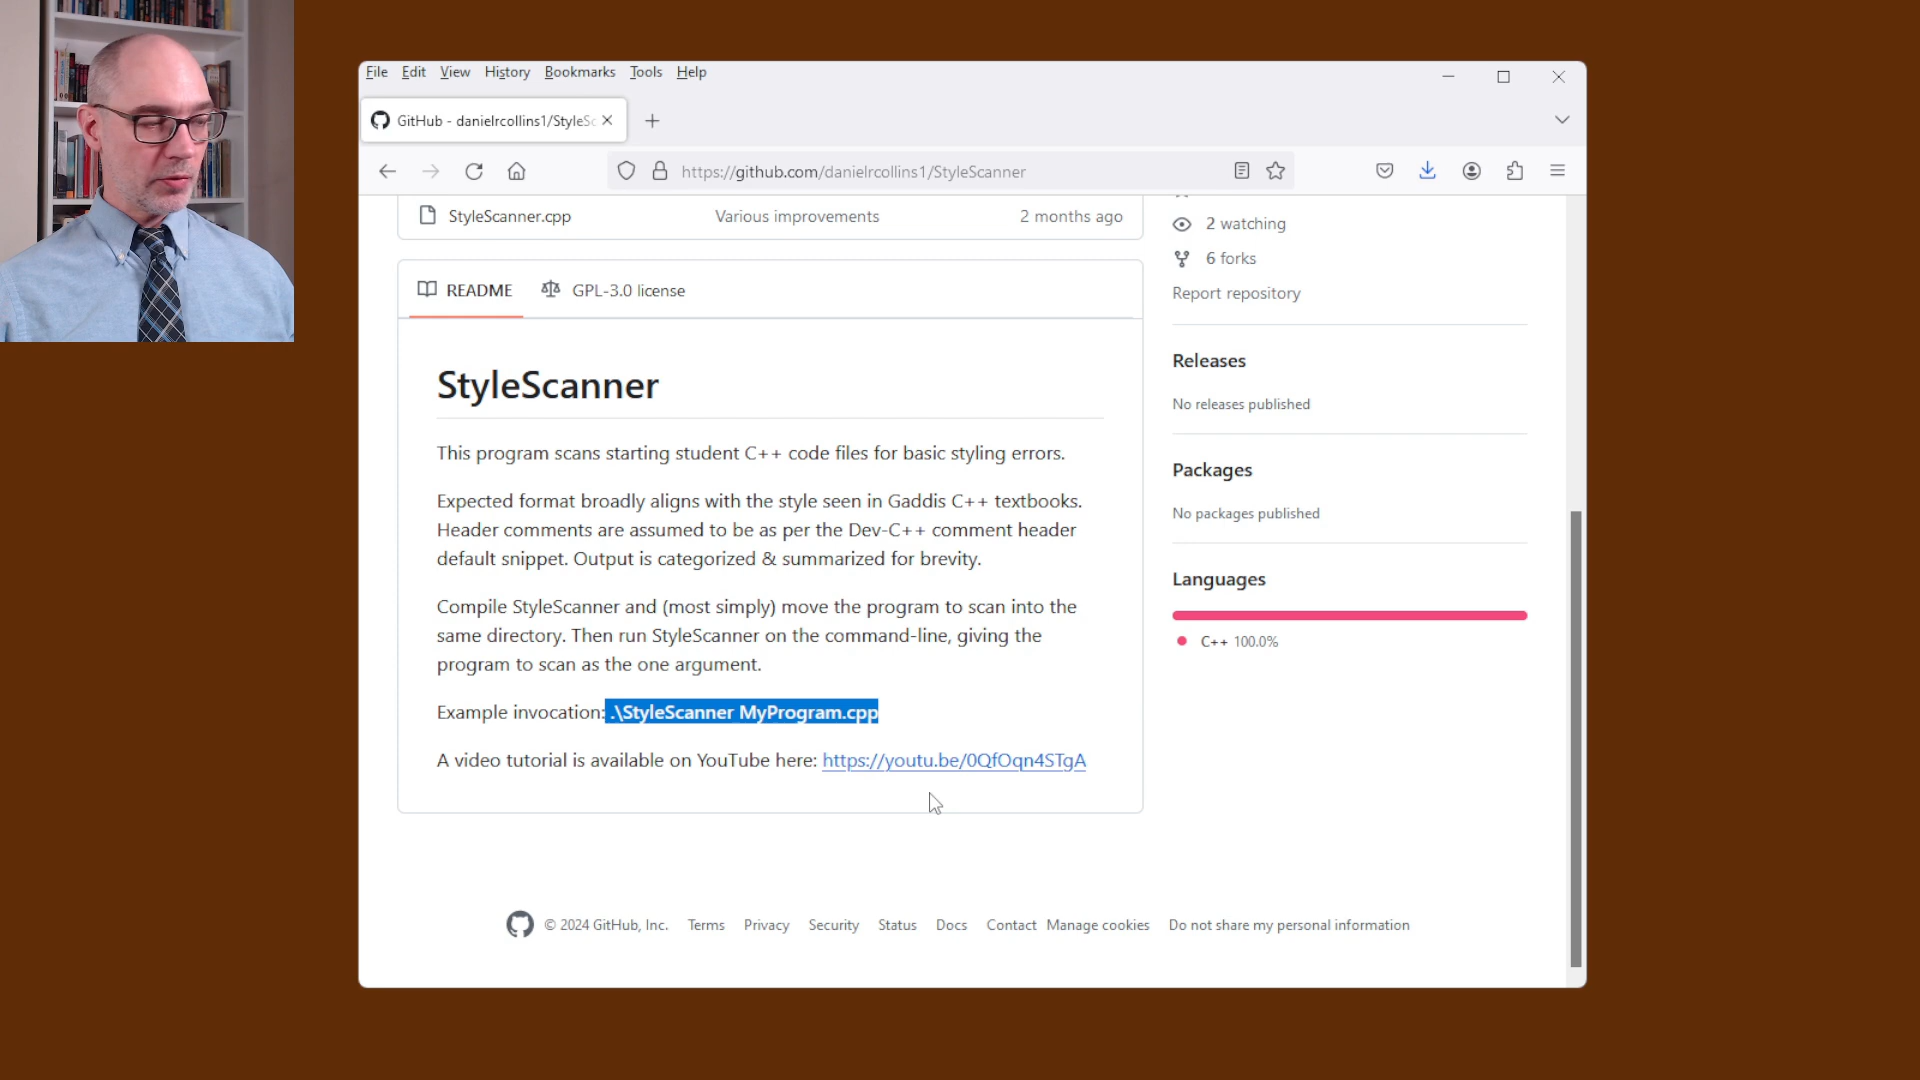 File Edit View History Bookmarks Tools Help
GitHub - danielrcollins1/StyleSc
https://github.com/danielrcollins1/StyleScanner
StyleScanner.cpp Various improvements 2 months ago
2 watching
6 forks
Report repository
README GPL-3.0 license
Releases
No releases published
StyleScanner
This program scans starting student C++ code files for basic styling errors.
Packages
No packages published
Expected format broadly aligns with the style seen in Gaddis C++ textbooks.
Header comments are assumed to be as per the Dev-C++ comment header
default snippet. Output is categorized & summarized for brevity.
Languages
C++ 100.0%
Compile StyleScanner and (most simply) move the program to scan into the
same directory. Then run StyleScanner on the command-line, giving the
program to scan as the one argument.
Example invocation: .\StyleScanner MyProgram.cpp
A video tutorial is available on YouTube here: https://youtu.be/0QfOqn4STgA
© 2024 GitHub, Inc. Terms Privacy Security Status Docs Contact Manage cookies Do not share my personal information